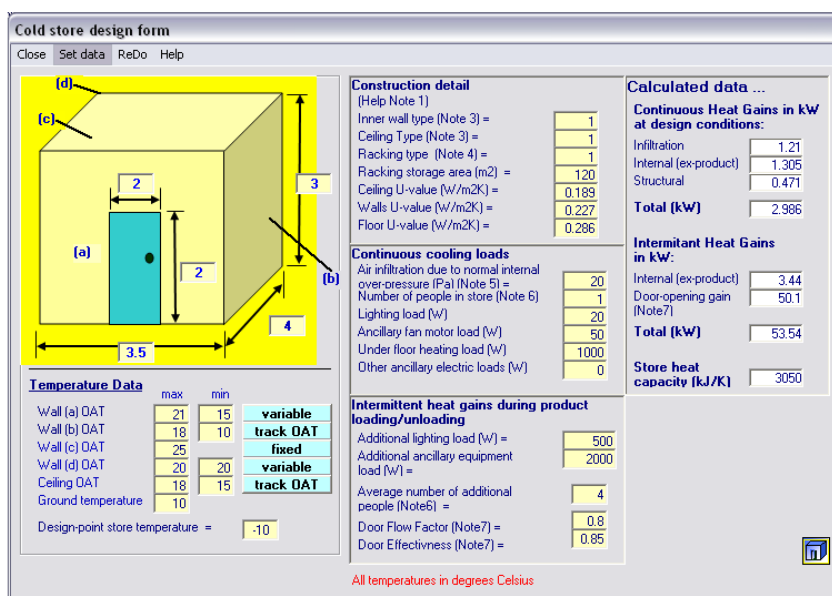 Cold store design form
Close Set data ReDo Help
(d)
(c)
2
3
(a)
2
(b)
4
3.5
Temperature Data
max min
Wall (a) OAT 21 15 variable
Wall (b) OAT 18 10 track OAT
Wall (c) OAT 25 fixed
Wall (d) OAT 20 20 variable
Ceiling OAT 18 15 track OAT
Ground temperature 10
Design-point store temperature = -10
Construction detail
(Help Note 1)
Inner wall type (Note 3) = 1
Ceiling Type (Note 3) = 1
Racking type (Note 4) = 1
Racking storage area (m2) = 120
Ceiling U-value (W/m2K) = 0.189
Walls U-value (W/m2K) = 0.227
Floor U-value (W/m2K) = 0.286
Continuous cooling loads
Air infiltration due to normal internal
over-pressure (Pa) (Note 5) = 20
Number of people in store (Note 6) 1
Lighting load (W) 20
Ancillary fan motor load (W) 50
Under floor heating load (W) 1000
Other ancillary electric loads (W) 0
Intermittent heat gains during product
loading/unloading
Additional lighting load (W) = 500
Additional ancillary equipment
load (W) = 2000
Average number of additional
people (Note6) = 4
Door Flow Factor (Note7) = 0.8
Door Effectivness (Note7) = 0.85
All temperatures in degrees Celsius
Calculated data ...
Continuous Heat Gains in kW
at design conditions:
Infiltration 1.21
Internal (ex-product) 1.305
Structural 0.471
Total (kW) 2.986
Intermitant Heat Gains
in kW:
Internal (ex-product) 3.44
Door-opening gain 50.1
(Note7)
Total (kW) 53.54
Store heat
capacity (kJ/K) 3050